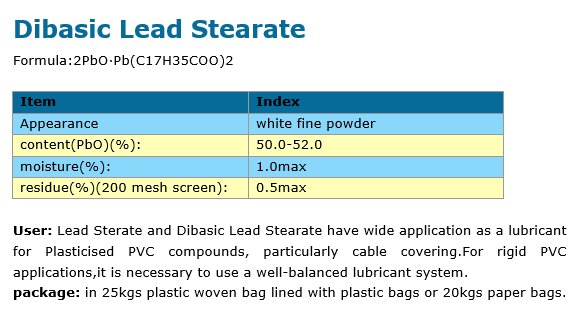 Dibasic Lead Stearate
Formula:2PbO·Pb(C17H35COO)2
Item Index
Appearance white fine powder
content(PbO)(%): 50.0-52.0
moisture(%): 1.0max
residue(%)(200 mesh screen): 0.5max
User: Lead Sterate and Dibasic Lead Stearate have wide application as a lubricant
for Plasticised PVC compounds, particularly cable covering.For rigid PVC
applications,it is necessary to use a well-balanced lubricant system.
package: in 25kgs plastic woven bag lined with plastic bags or 20kgs paper bags.